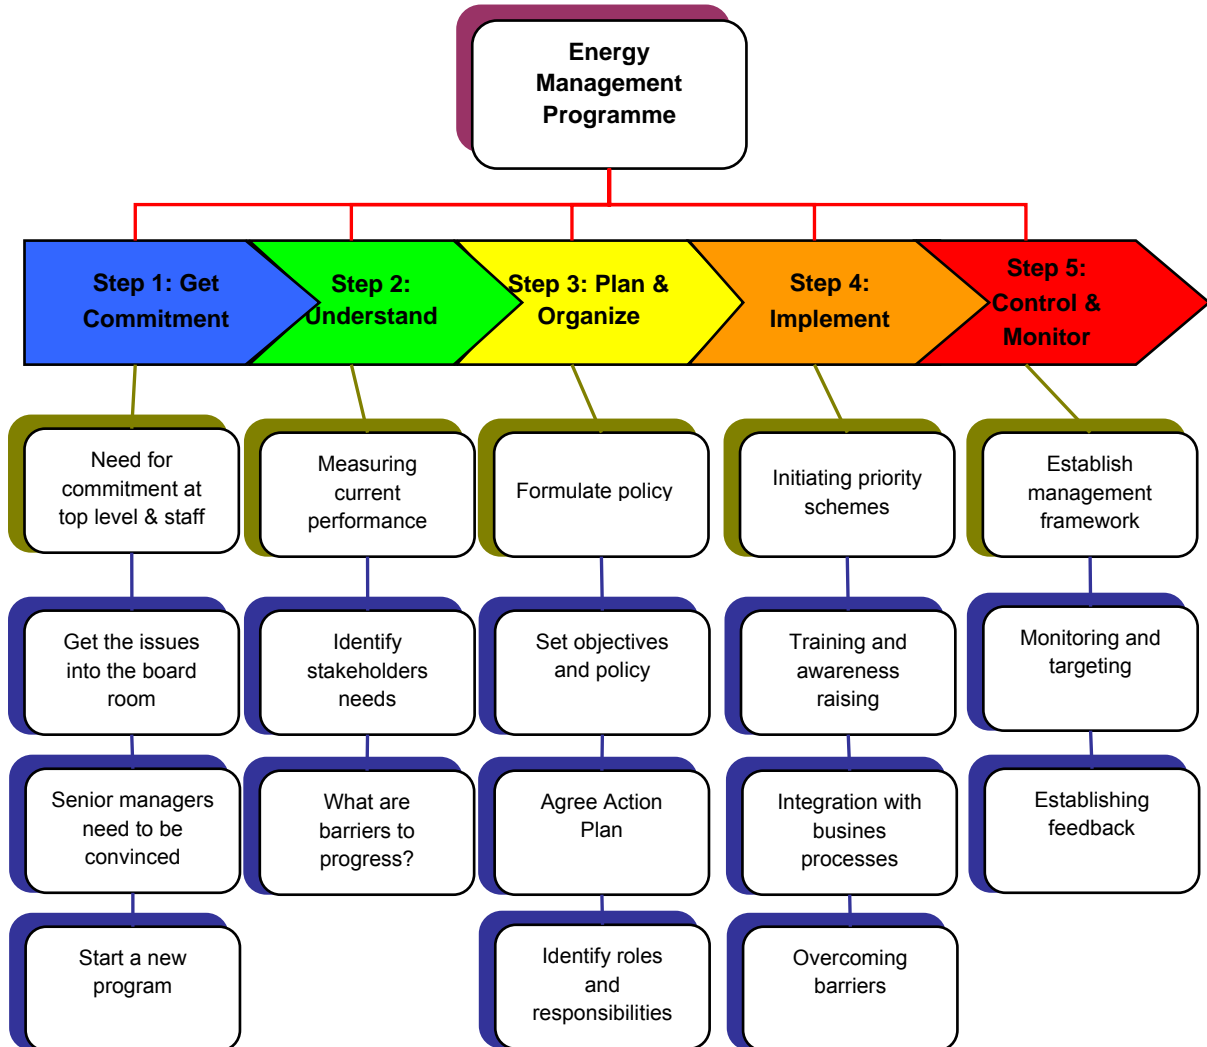 Energy
Management
Programme
Step 1: Get
Commitment
Step 2:
Understand
Step 3: Plan &
Organize
Step 4:
Implement
Step 5:
Control &
Monitor
Need for
commitment at
top level & staff
Measuring
current
performance
Formulate policy
Initiating priority
schemes
Establish
management
framework
Get the issues
into the board
room
Identify
stakeholders
needs
Set objectives
and policy
Training and
awareness
raising
Monitoring and
targeting
Senior managers
need to be
convinced
What are
barriers to
progress?
Agree Action
Plan
Integration with
busines
processes
Establishing
feedback
Start a new
program
Identify roles
and
responsibilities
Overcoming
barriers